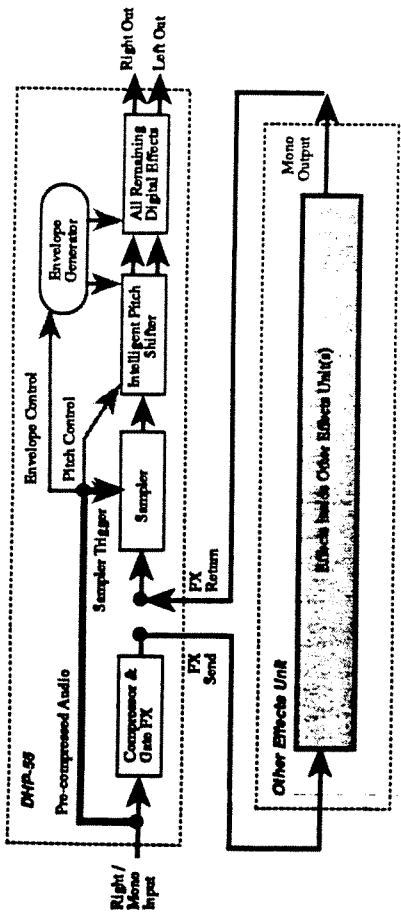 DHP-55
Envelope Control
Pitch Control
Pre-compressed Audio
Sampler Trigger
Envelope
Generator
Right /
Mono
Input
Compressor &
Gate FX
Sampler
Intelligent Pitch
Shifter
All Remaining
Digital Effects
Right Out
Left Out
FX
Send
FX
Return
Other Effects Unit
Effects Inside Other Effects Unit(s)
Mono
Output